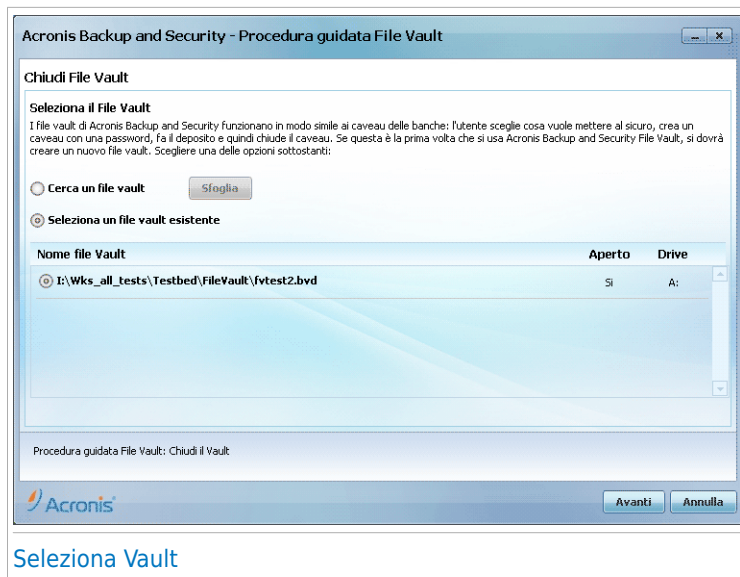 Acronis Backup and Security - Procedura guidata File Vault
Chiudi File Vault
Seleziona il File Vault
I file vault di Acronis Backup and Security funzionano in modo simile ai caveau delle banche: l'utente sceglie cosa vuole mettere al sicuro, crea un
caveau con una password, fa il deposito e quindi chiude il caveau. Se questa è la prima volta che si usa Acronis Backup and Security File Vault, si dovrà
creare un nuovo file vault. Scegliere una delle opzioni sottostanti:
Cerca un file vault Sfoglia
Seleziona un file vault esistente
Nome file Vault Aperto Drive
I:\Wks_all_tests\Testbed\FileVault\fvtest2.bvd Si A:
Procedura guidata File Vault: Chiudi il Vault
Acronis Avanti Annulla
Seleziona Vault